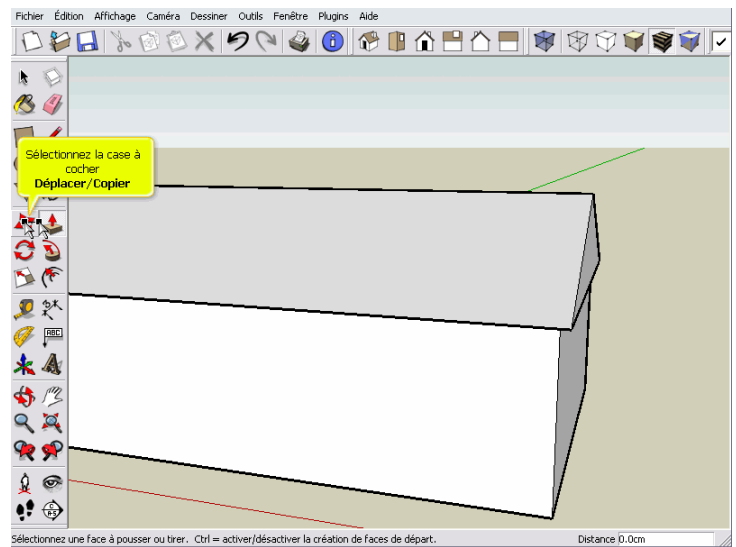 Fichier Édition Affichage Caméra Dessiner Outils Fenêtre Plugins Aide
Sélectionnez la case à
cocher
Déplacer/Copier
ABC
Sélectionnez une face à pousser ou tirer. Ctrl = activer/désactiver la création de faces de départ. Distance 0.0cm